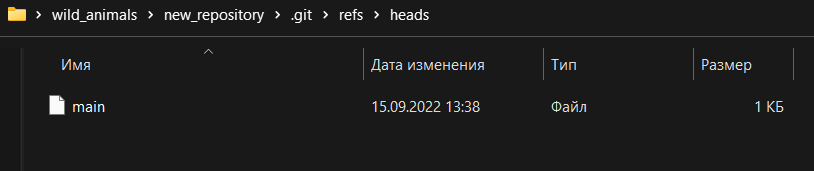 wild_animals > new_repository > .git > refs > heads
Имя Дата изменения Тип Размер
main 15.09.2022 13:38 Файл 1 КБ